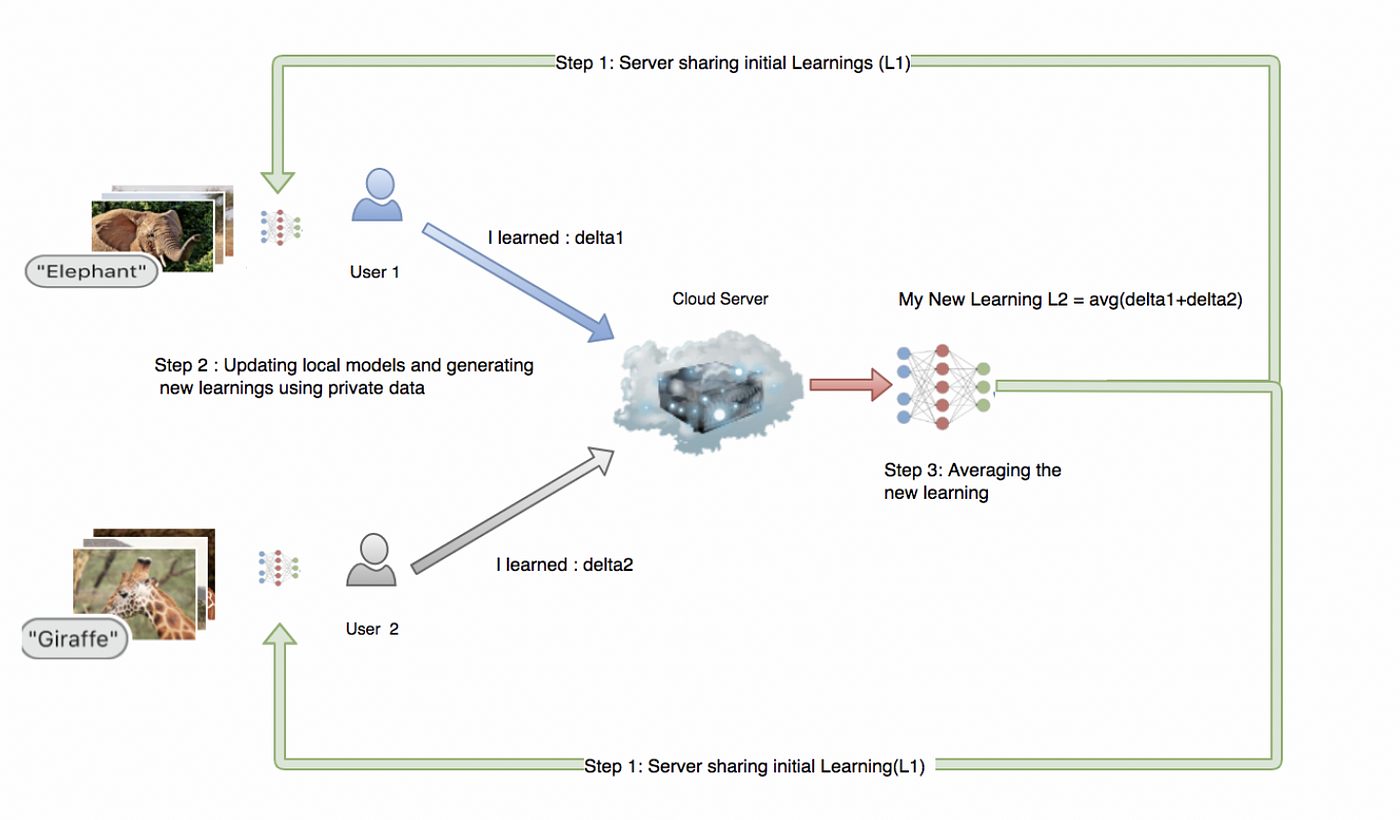 Step 1: Server sharing initial Learnings (L1)
I learned : delta1
"Elephant"
User 1
Cloud Server
My New Learning L2 = avg(delta1+delta2)
Step 2 : Updating local models and generating
new learnings using private data
Step 3: Averaging the
new learning
I learned : delta2
"Giraffe"
User 2
Step 1: Server sharing initial Learning(L1)